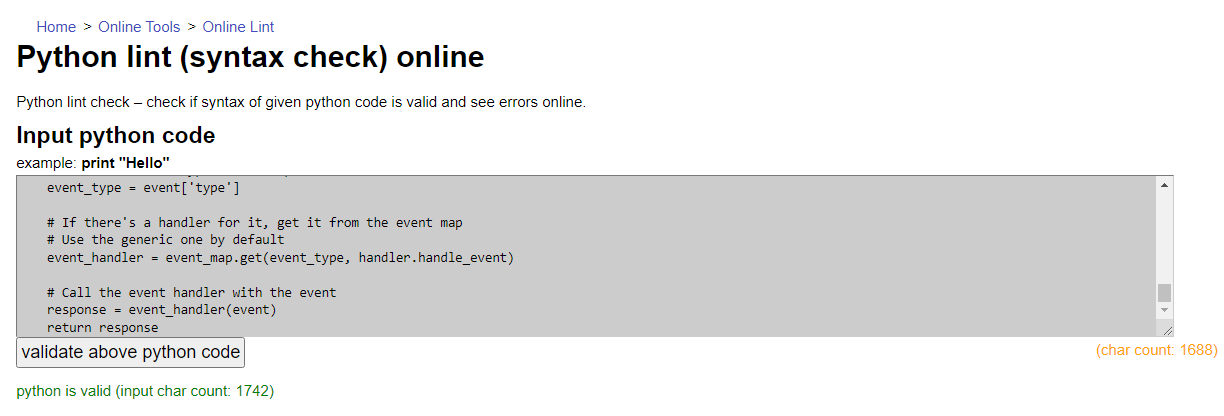 Home > Online Tools > Online Lint
Python lint (syntax check) online
Python lint check – check if syntax of given python code is valid and see errors online.
Input python code
example: print "Hello"
event_type = event['type']
# If there's a handler for it, get it from the event map
# Use the generic one by default
event_handler = event_map.get(event_type, handler.handle_event)
# Call the event handler with the event
response = event_handler(event)
return response
validate above python code
(char count: 1688)
python is valid (input char count: 1742)